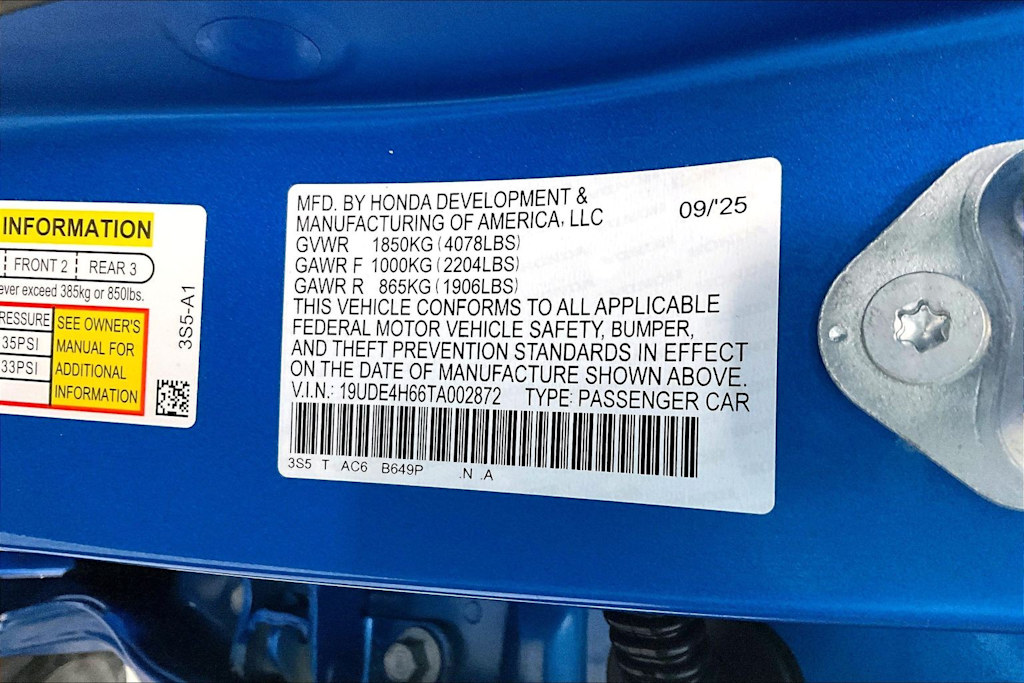 INFORMATION
FRONT 2 REAR 3
ever exceed 385kg or 850lbs.
RESSURE SEE OWNER'S
35PSI MANUAL FOR
33PSI ADDITIONAL
INFORMATION
3S5-A1
MFD. BY HONDA DEVELOPMENT &
MANUFACTURING OF AMERICA, LLC 09/'25
GVWR 1850KG (4078LBS)
GAWR F 1000KG (2204LBS)
GAWR R 865KG (1906LBS)
THIS VEHICLE CONFORMS TO ALL APPLICABLE
FEDERAL MOTOR VEHICLE SAFETY, BUMPER,
AND THEFT PREVENTION STANDARDS IN EFFECT
ON THE DATE OF MANUFACTURE SHOWN ABOVE.
V.I.N.: 19UDE4H66TA002872 TYPE: PASSENGER CAR
3S5 T AC6 B649P .N .A